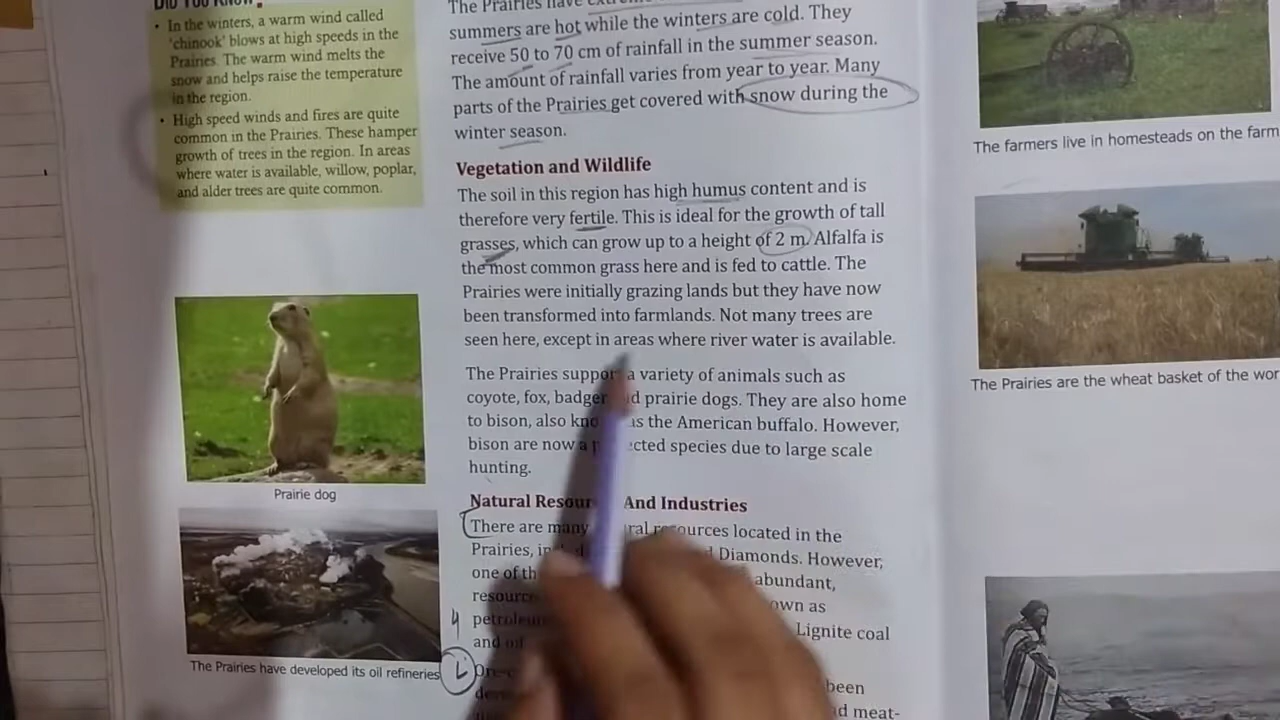 DID YOU KNOW?
• In the winters, a warm wind called
'chinook' blows at high speeds in the
Prairies. The warm wind melts the
snow and helps raise the temperature
in the region.
• High speed winds and fires are quite
common in the Prairies. These hamper
growth of trees in the region. In areas
where water is available, willow, poplar,
and alder trees are quite common.
Prairie dog
The Prairies have developed its oil refineries
The Prairies have
summers are hot while the winters are cold. They
receive 50 to 70 cm of rainfall in the summer season.
The amount of rainfall varies from year to year. Many
parts of the Prairies get covered with snow during the
winter season.
Vegetation and Wildlife
The soil in this region has high humus content and is
therefore very fertile. This is ideal for the growth of tall
grasses, which can grow up to a height of 2 m. Alfalfa is
the most common grass here and is fed to cattle. The
Prairies were initially grazing lands but they have now
been transformed into farmlands. Not many trees are
seen here, except in areas where river water is available.
The Prairies support a variety of animals such as
coyote, fox, badger and prairie dogs. They are also home
to bison, also as the American buffalo. However,
bison are now a due to large scale
hunting.
Natural And Industries
There are many located in the
Prairies, Diamonds. However,
one of abundant,
petroleum
Lignite coal
and oil
been
The farmers live in homesteads on the farm
The Prairies are the wheat basket of the